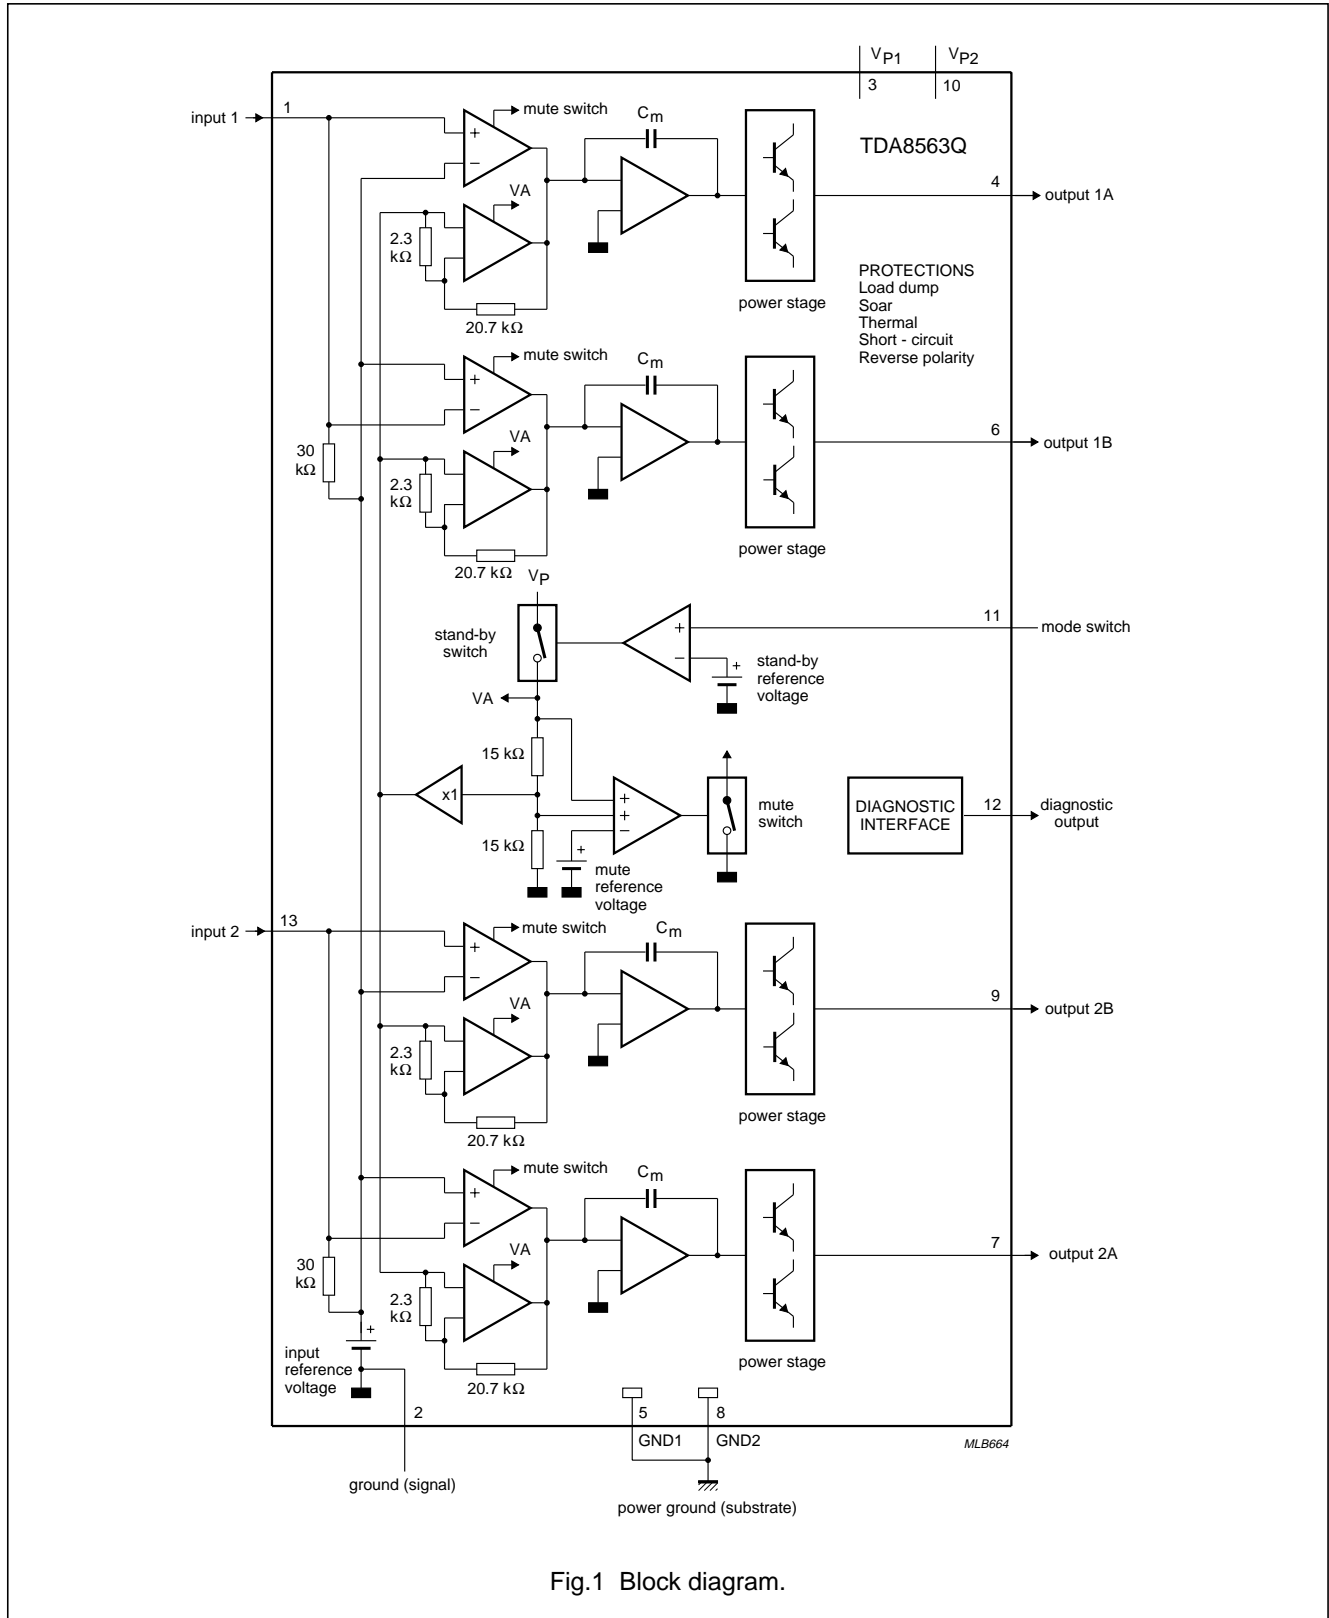 VP1
VP2
3
10
TDA8563Q
input 1
1
mute switch
+
−
VA
2.3
kΩ
20.7 kΩ
Cm
power stage
4
output 1A
PROTECTIONS
Load dump
Soar
Thermal
Short - circuit
Reverse polarity
mute switch
+
−
VA
30
kΩ
2.3
kΩ
20.7 kΩ
Cm
power stage
6
output 1B
VP
stand-by
switch
+
−
11
mode switch
+
stand-by
reference
voltage
VA
15 kΩ
x1
15 kΩ
+
+
−
+
mute
reference
voltage
mute
switch
DIAGNOSTIC
INTERFACE
12
diagnostic
output
input 2
13
mute switch
+
−
VA
2.3
kΩ
20.7 kΩ
Cm
power stage
9
output 2B
mute switch
+
−
VA
30
kΩ
2.3
kΩ
20.7 kΩ
Cm
power stage
7
output 2A
+
input
reference
voltage
2
ground (signal)
5
8
GND1
GND2
power ground (substrate)
MLB664
Fig.1 Block diagram.